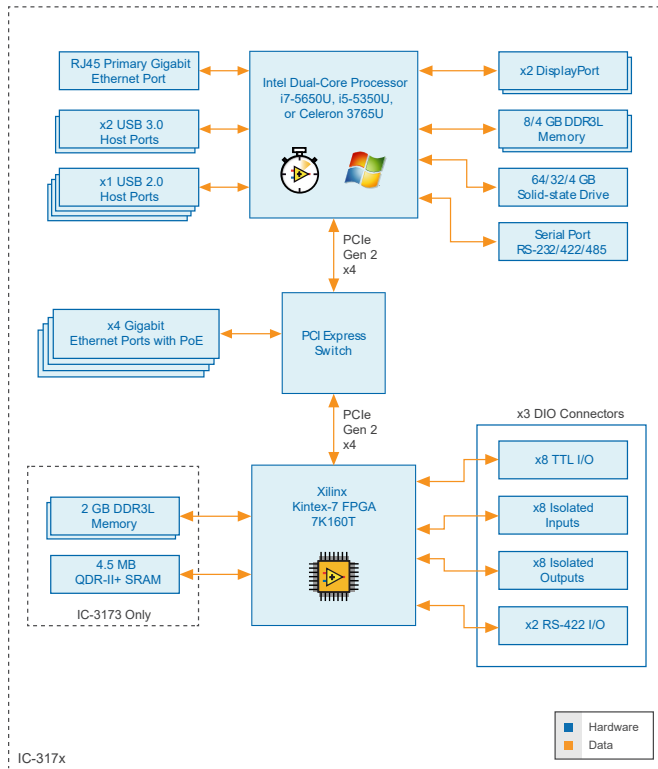 RJ45 Primary Gigabit
Ethernet Port
x2 USB 3.0
Host Ports
x1 USB 2.0
Host Ports
Intel Dual-Core Processor
i7-5650U, i5-5350U,
or Celeron 3765U
x2 DisplayPort
8/4 GB DDR3L
Memory
64/32/4 GB
Solid-state Drive
Serial Port
RS-232/422/485
PCIe
Gen 2
x4
x4 Gigabit
Ethernet Ports with PoE
PCI Express
Switch
PCIe
Gen 2
x4
x3 DIO Connectors
2 GB DDR3L
Memory
4.5 MB
QDR-II+ SRAM
IC-3173 Only
Xilinx
Kintex-7 FPGA
7K160T
x8 TTL I/O
x8 Isolated
Inputs
x8 Isolated
Outputs
x2 RS-422 I/O
Hardware
Data
IC-317x